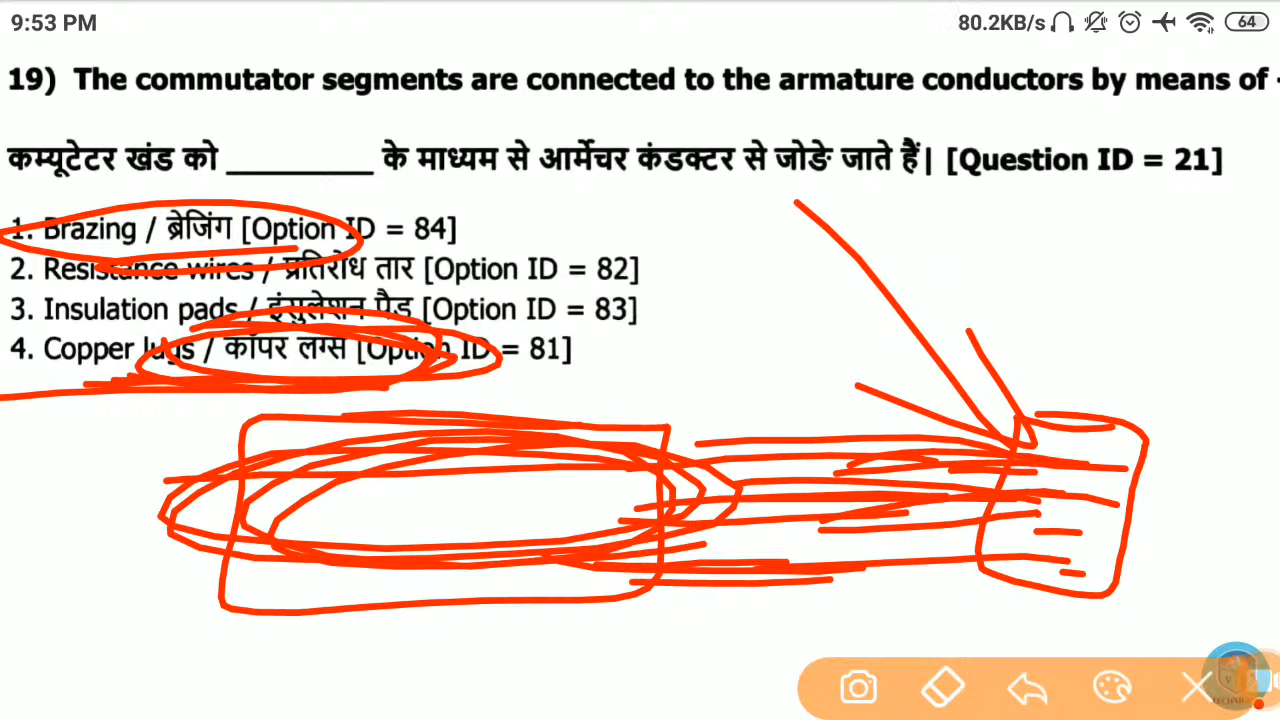 9:53 PM 80.2KB/s 64
19) The commutator segments are connected to the armature conductors by means of -
कम्यूटेटर खंड को _________ के माध्यम से आर्मेचर कंडक्टर से जोडे जाते हैं| [Question ID = 21]
1. Brazing / ब्रेजिंग [Option ID = 84]
2. Resistance wires / प्रतिरोध तार [Option ID = 82]
3. Insulation pads / इंसुलेशन पैड [Option ID = 83]
4. Copper lugs / कॉपर लग्स [Option ID = 81]